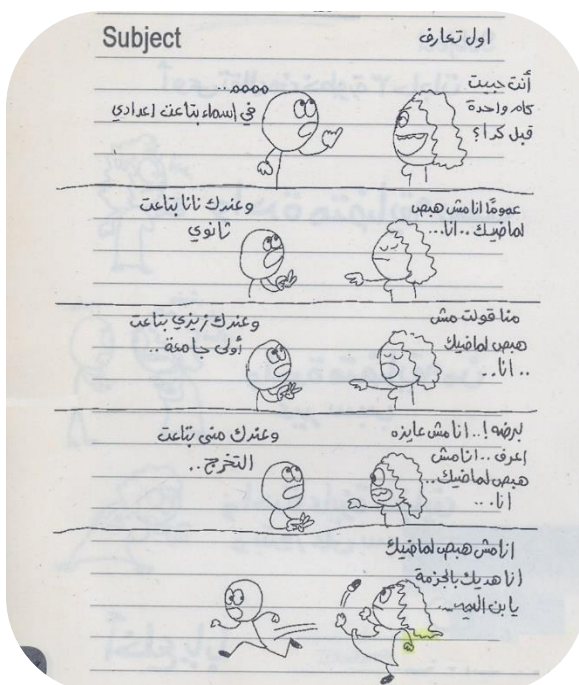 Subject
اول تعارف
أنت حبيت
كام واحدة
قبل كدا؟
هههه..
في اسماء بتاعت اعدادي
عمومًا انا مش هبص
لماضيك .. انا...
وعندك نانا بتاعت
ثانوي
منا قولت مش
هبص لماضيك
.. انا..
وعندك زيزي بتاعت
أولى جامعة ..
برضه!.. انا مش عايزه
اعرف .. انا مش
هبص لماضيك..
انا...
وعندك منى بتاعت
التخرج..
انا مش هبص لماضيك
انا هديك بالجزمة
يا ابن